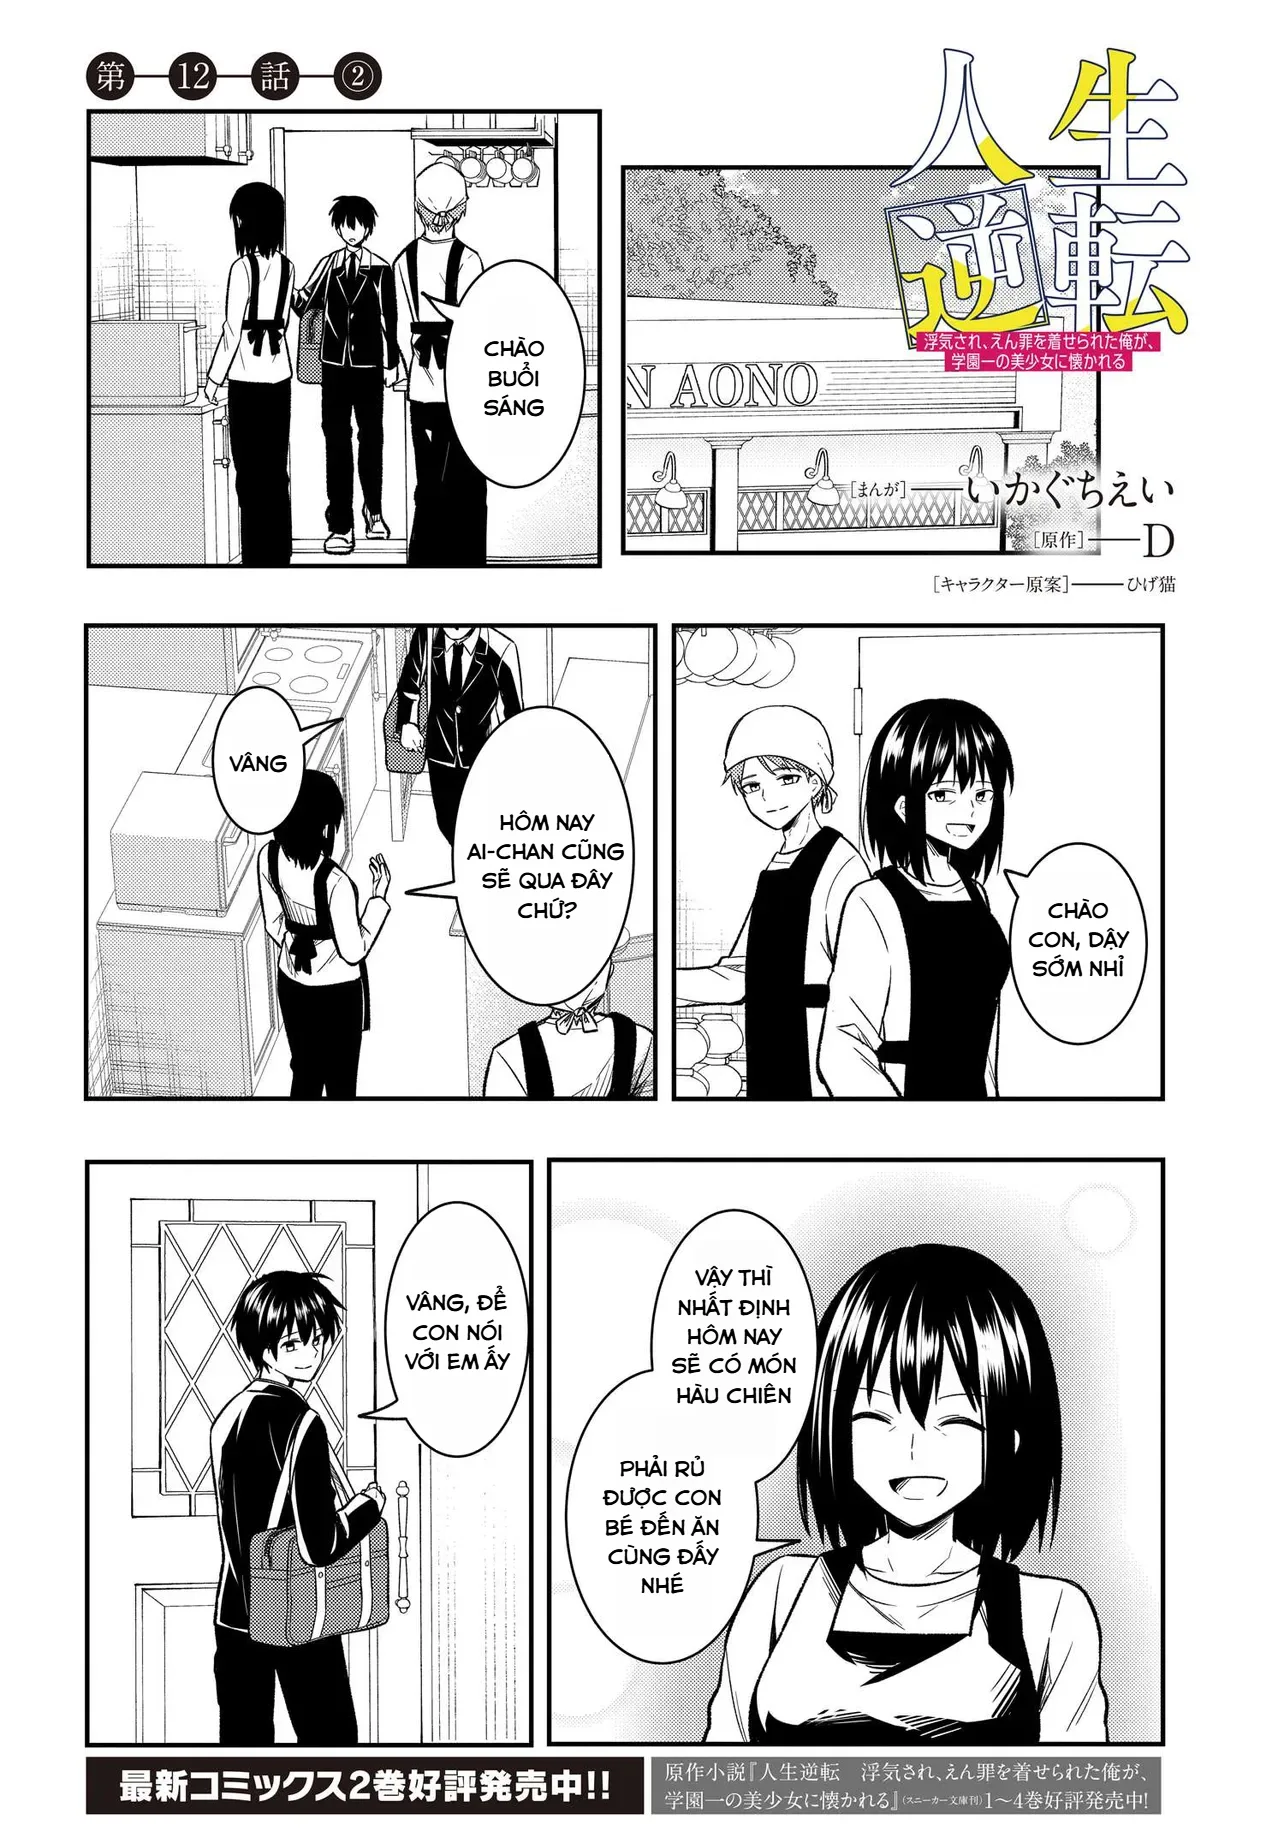 第12話②
人生
逆転
浮気され、えん罪を着せられた俺が、
学園一の美少女に懐かれる
N AONO
[まんが]──いかぐちえい
[原作]──D
[キャラクター原案]──ひげ猫
CHÀO
BUỔI
SÁNG
CHÀO
CON, DẬY
SỚM NHỈ
HÔM NAY
AI-CHAN CŨNG
SẼ QUA ĐÂY
CHỨ?
VÂNG
VẬY THÌ
NHẤT ĐỊNH
HÔM NAY
SẼ CÓ MÓN
HÀU CHIÊN
PHẢI RỦ
ĐƯỢC CON
BÉ ĐẾN ĂN
CÙNG ĐẤY
NHÉ
VÂNG, ĐỂ
CON NÓI
VỚI EM ẤY
最新コミックス2巻好評発売中!!
原作小説『人生逆転　浮気され、えん罪を着せられた俺が、
学園一の美少女に懐かれる』(スニーカー文庫刊)1〜4巻好評発売中!